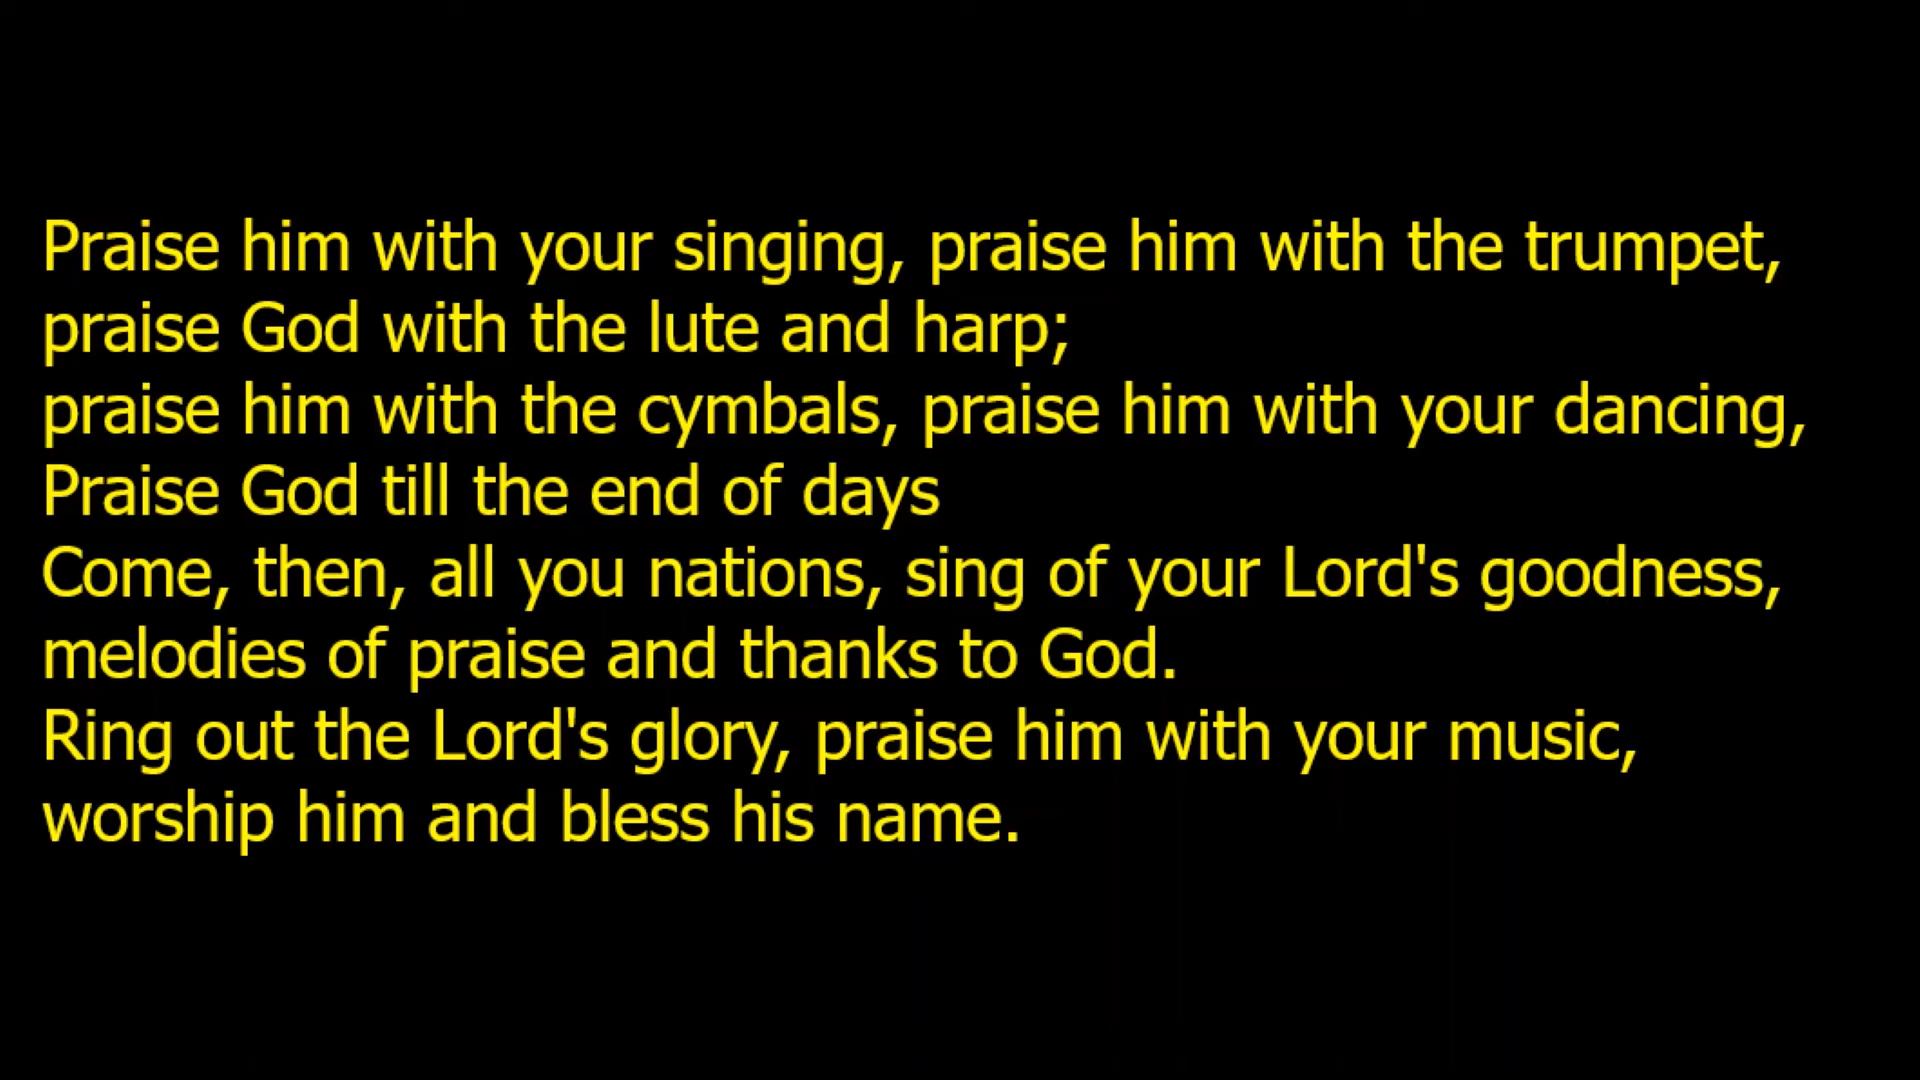 Praise him with your singing, praise him with the trumpet,
praise God with the lute and harp;
praise him with the cymbals, praise him with your dancing,
Praise God till the end of days
Come, then, all you nations, sing of your Lord's goodness,
melodies of praise and thanks to God.
Ring out the Lord's glory, praise him with your music,
worship him and bless his name.